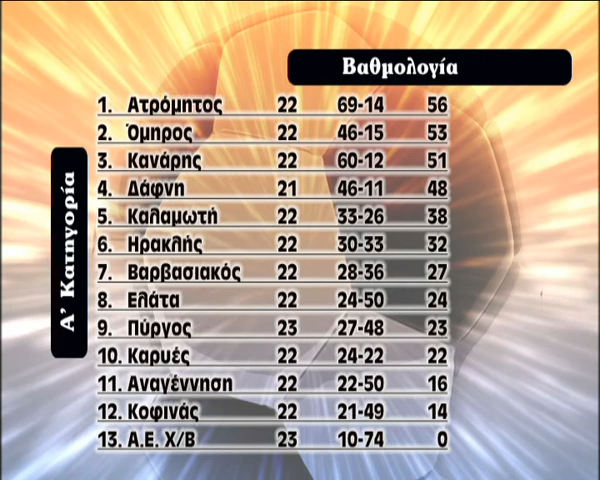 Βαθμολογία
Α' Κατηγορία
1. Ατρόμητος 22 69-14 56
2. Όμηρος 22 46-15 53
3. Κανάρης 22 60-12 51
4. Δάφνη 21 46-11 48
5. Καλαμωτή 22 33-26 38
6. Ηρακλής 22 30-33 32
7. Βαρβασιακός 22 28-36 27
8. Ελάτα 22 24-50 24
9. Πύργος 23 27-48 23
10. Καρυές 22 24-22 22
11. Αναγέννηση 22 22-50 16
12. Κοφινάς 22 21-49 14
13. Α.Ε. Χ/Β 23 10-74 0